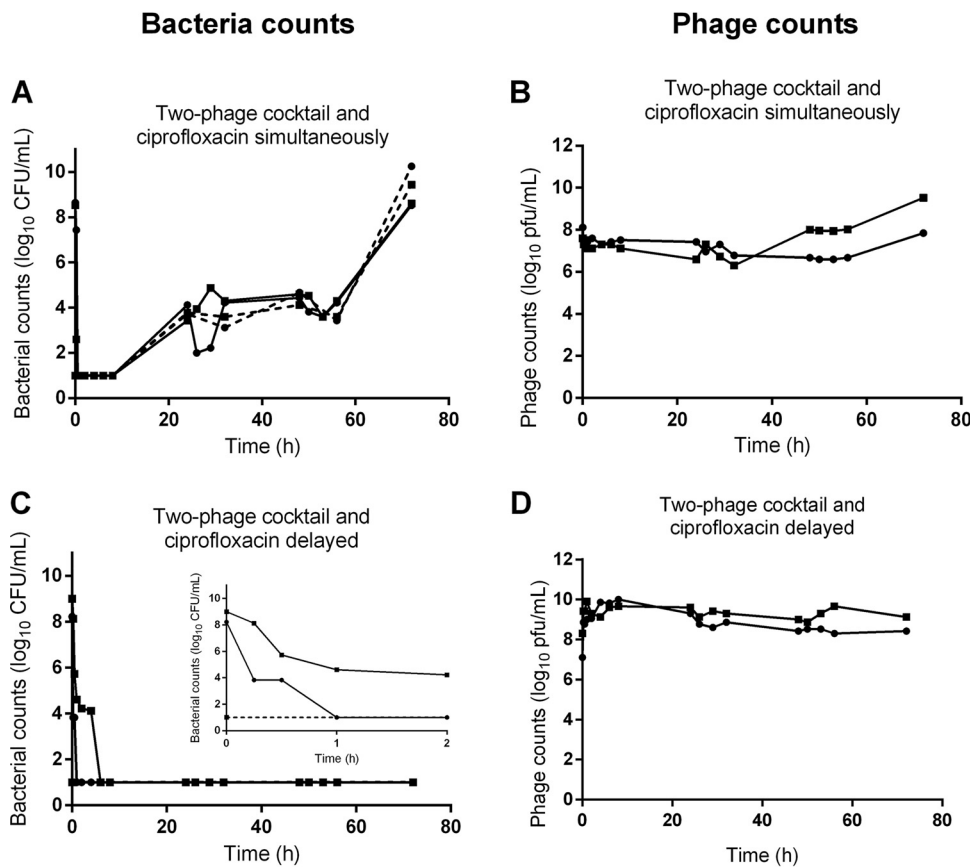 Bacteria counts
Phage counts
A
Two-phage cocktail and
ciprofloxacin simultaneously
Bacterial counts (log10 CFU/mL)
10
8
6
4
2
0
0 20 40 60 80
Time (h)
B
Two-phage cocktail and
ciprofloxacin simultaneously
Phage counts (log10 pfu/mL)
12
10
8
6
4
2
0
0 20 40 60 80
Time (h)
C
Two-phage cocktail and
ciprofloxacin delayed
Bacterial counts (log10 CFU/mL)
10
8
6
4
2
0
0 20 40 60 80
Time (h)
Bacterial counts (log10 CFU/mL)
10
8
6
4
2
0
0 1 2
Time (h)
D
Two-phage cocktail and
ciprofloxacin delayed
Phage counts (log10 pfu/mL)
12
10
8
6
4
2
0
0 20 40 60 80
Time (h)